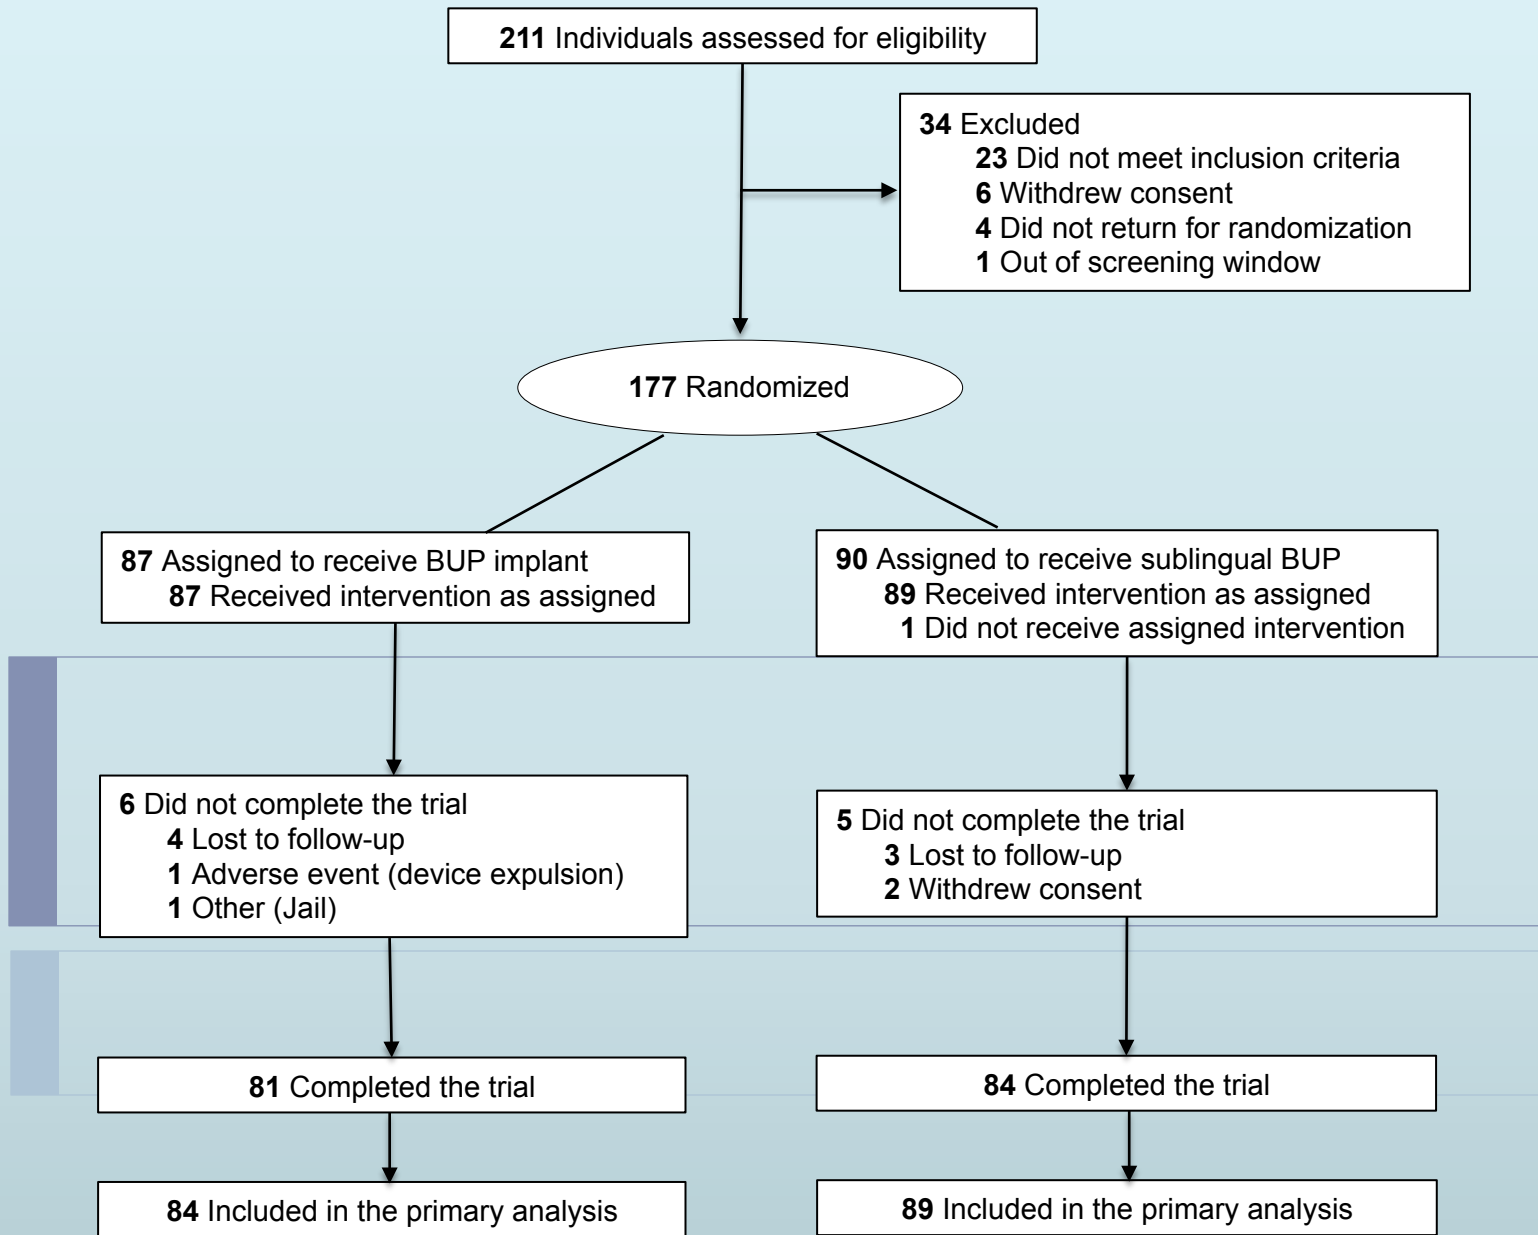 211 Individuals assessed for eligibility
34 Excluded
23 Did not meet inclusion criteria
6 Withdrew consent
4 Did not return for randomization
1 Out of screening window
177 Randomized
87 Assigned to receive BUP implant
87 Received intervention as assigned
90 Assigned to receive sublingual BUP
89 Received intervention as assigned
1 Did not receive assigned intervention
6 Did not complete the trial
4 Lost to follow-up
1 Adverse event (device expulsion)
1 Other (Jail)
5 Did not complete the trial
3 Lost to follow-up
2 Withdrew consent
81 Completed the trial
84 Completed the trial
84 Included in the primary analysis
89 Included in the primary analysis